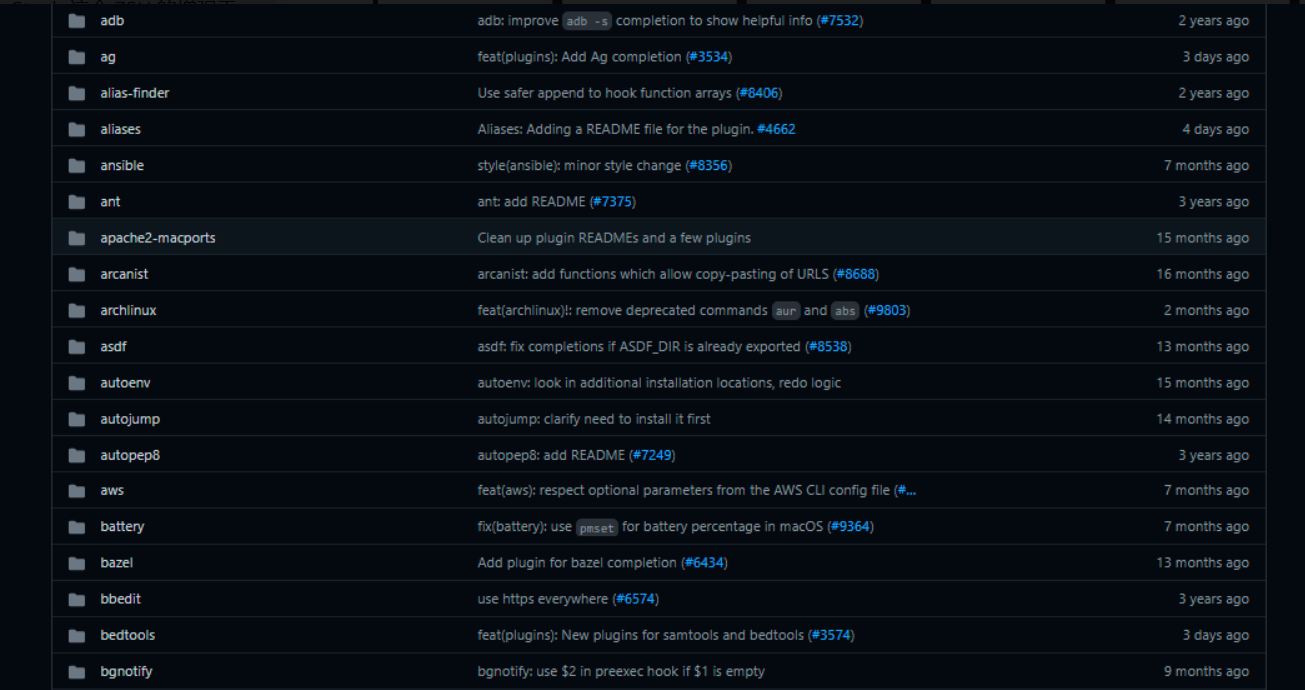 adb adb: improve adb -s completion to show helpful info (#7532) 2 years ago
ag feat(plugins): Add Ag completion (#3534) 3 days ago
alias-finder Use safer append to hook function arrays (#8406) 2 years ago
aliases Aliases: Adding a README file for the plugin. #4662 4 days ago
ansible style(ansible): minor style change (#8356) 7 months ago
ant ant: add README (#7375) 3 years ago
apache2-macports Clean up plugin READMEs and a few plugins 15 months ago
arcanist arcanist: add functions which allow copy-pasting of URLS (#8688) 16 months ago
archlinux feat(archlinux)!: remove deprecated commands aur and abs (#9803) 2 months ago
asdf asdf: fix completions if ASDF_DIR is already exported (#8538) 13 months ago
autoenv autoenv: look in additional installation locations, redo logic 15 months ago
autojump autojump: clarify need to install it first 14 months ago
autopep8 autopep8: add README (#7249) 3 years ago
aws feat(aws): respect optional parameters from the AWS CLI config file (#... 7 months ago
battery fix(battery): use pmset for battery percentage in macOS (#9364) 7 months ago
bazel Add plugin for bazel completion (#6434) 13 months ago
bbedit use https everywhere (#6574) 3 years ago
bedtools feat(plugins): New plugins for samtools and bedtools (#3574) 3 days ago
bgnotify bgnotify: use $2 in preexec hook if $1 is empty 9 months ago